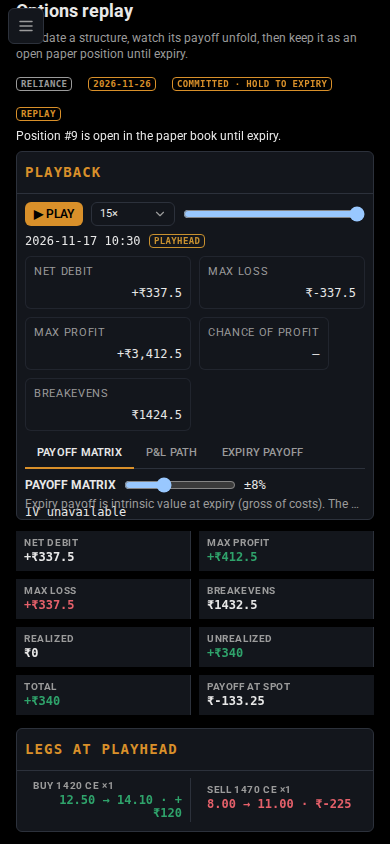 Options replay
date a structure, watch its payoff unfold, then keep it as an
open paper position until expiry.
RELIANCE 2026-11-26 COMMITTED · HOLD TO EXPIRY
REPLAY
Position #9 is open in the paper book until expiry.
PLAYBACK
▶ PLAY 15×
2026-11-17 10:30 PLAYHEAD
NET DEBIT MAX LOSS
+₹337.5 ₹-337.5
MAX PROFIT CHANCE OF PROFIT
+₹3,412.5 —
BREAKEVENS
₹1424.5
PAYOFF MATRIX P&L PATH EXPIRY PAYOFF
PAYOFF MATRIX ±8%
Expiry payoff is intrinsic value at expiry (gross of costs). The …
IV unavailable
NET DEBIT MAX PROFIT
+₹337.5 +₹412.5
MAX LOSS BREAKEVENS
+₹337.5 ₹1432.5
REALIZED UNREALIZED
₹0 +₹340
TOTAL PAYOFF AT SPOT
+₹340 ₹-133.25
LEGS AT PLAYHEAD
BUY 1420 CE ×1 SELL 1470 CE ×1
12.50 → 14.10 · + 8.00 → 11.00 · ₹-225
₹120